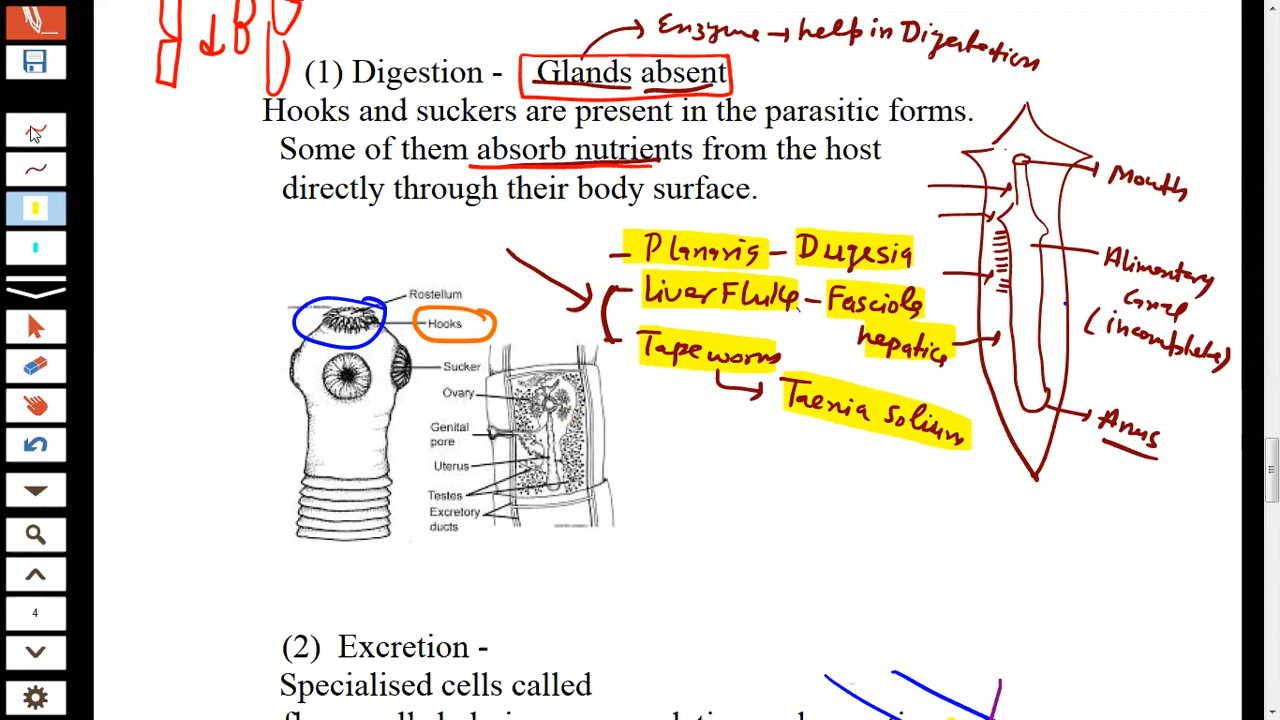 Enzyme → help in Digestation
(1) Digestion - Glands absent
Hooks and suckers are present in the parasitic forms.
Some of them absorb nutrients from the host
directly through their body surface.
Mouth
Planaria - Dugesia
Liver Fluke - Fasciola
hepatica
Tapeworm
Taenia solium
Alimentary
Canal
(incomplete)
Anus
Rostellum
Hooks
Sucker
Ovary
Genital
pore
Uterus
Testes
Excretory
ducts
4
(2) Excretion -
Specialised cells called